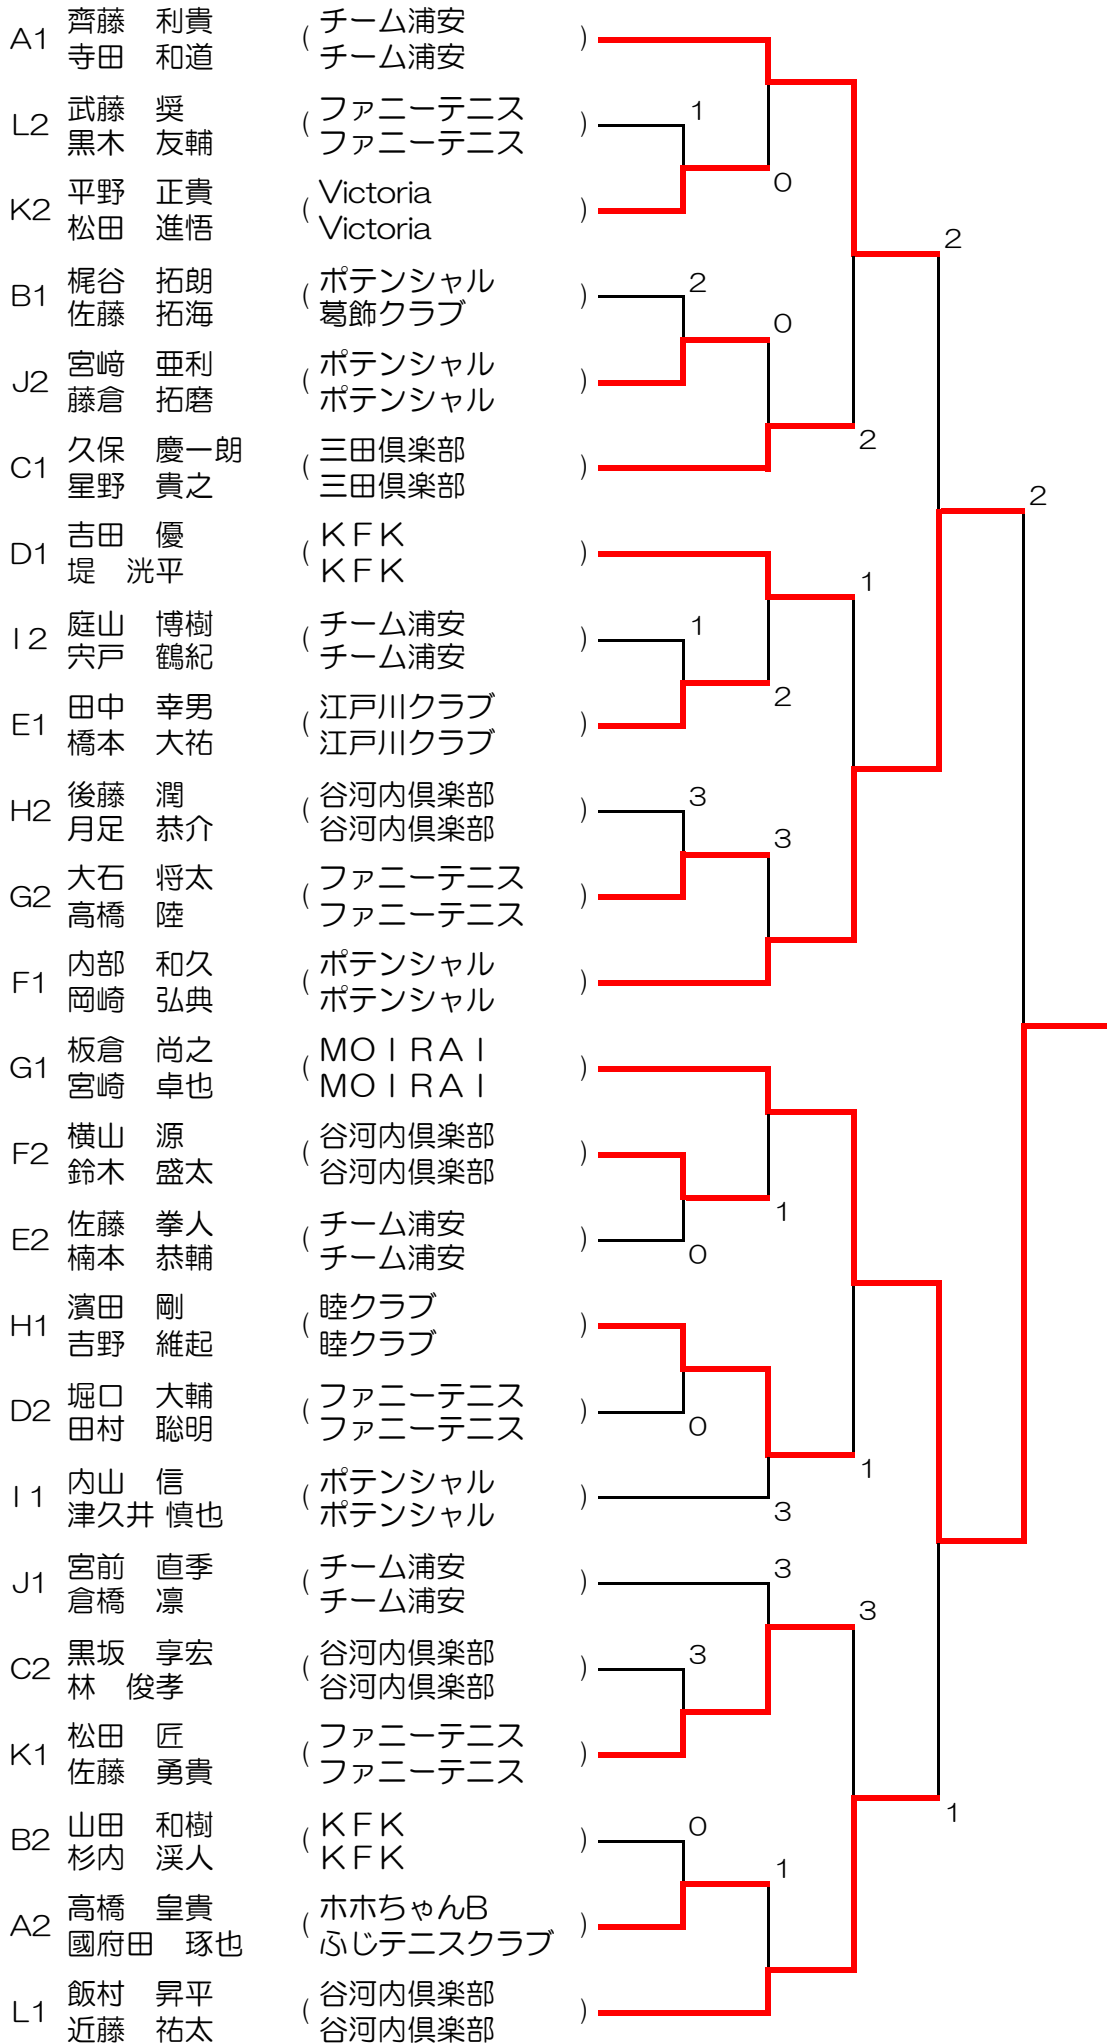 A1 齊藤　利貴 ( チーム浦安 )
寺田　和道 チーム浦安
L2 武藤　奨 ( ファニーテニス ) 1
黒木　友輔 ファニーテニス
0
K2 平野　正貴 ( Victoria )
松田　進悟 Victoria
2
B1 梶谷　拓朗 ( ポテンシャル ) 2
佐藤　拓海 葛飾クラブ
0
J2 宮﨑　亜利 ( ポテンシャル )
藤倉　拓磨 ポテンシャル
2
C1 久保　慶一朗 ( 三田倶楽部 )
星野　貴之 三田倶楽部
2
D1 吉田　優 ( ＫＦＫ )
堤　洸平 ＫＦＫ
1
I2 庭山　博樹 ( チーム浦安 ) 1
宍戸　鶴紀 チーム浦安
2
E1 田中　幸男 ( 江戸川クラブ )
橋本　大祐 江戸川クラブ
H2 後藤　潤 ( 谷河内倶楽部 ) 3
月足　恭介 谷河内倶楽部
3
G2 大石　将太 ( ファニーテニス )
高橋　陸 ファニーテニス
F1 内部　和久 ( ポテンシャル )
岡崎　弘典 ポテンシャル
G1 板倉　尚之 ( ＭＯＩＲＡＩ )
宮崎　卓也 ＭＯＩＲＡＩ
F2 横山　源 ( 谷河内倶楽部 )
鈴木　盛太 谷河内倶楽部
1
E2 佐藤　拳人 ( チーム浦安 )
楠本　恭輔 チーム浦安
0
H1 濱田　剛 ( 睦クラブ )
吉野　維起 睦クラブ
D2 堀口　大輔 ( ファニーテニス )
田村　聡明 ファニーテニス
0
1
I1 内山　信 ( ポテンシャル )
津久井 慎也 ポテンシャル
3
J1 宮前　直季 ( チーム浦安 ) 3
倉橋　凛 チーム浦安
3
C2 黒坂　享宏 ( 谷河内倶楽部 ) 3
林　俊孝 谷河内倶楽部
K1 松田　匠 ( ファニーテニス )
佐藤　勇貴 ファニーテニス
1
B2 山田　和樹 ( ＫＦＫ ) 0
杉内　渓人 ＫＦＫ
1
A2 高橋　皇貴 ( ホホちゃんB )
國府田　琢也 ふじテニスクラブ
L1 飯村　昇平 ( 谷河内倶楽部 )
近藤　祐太 谷河内倶楽部